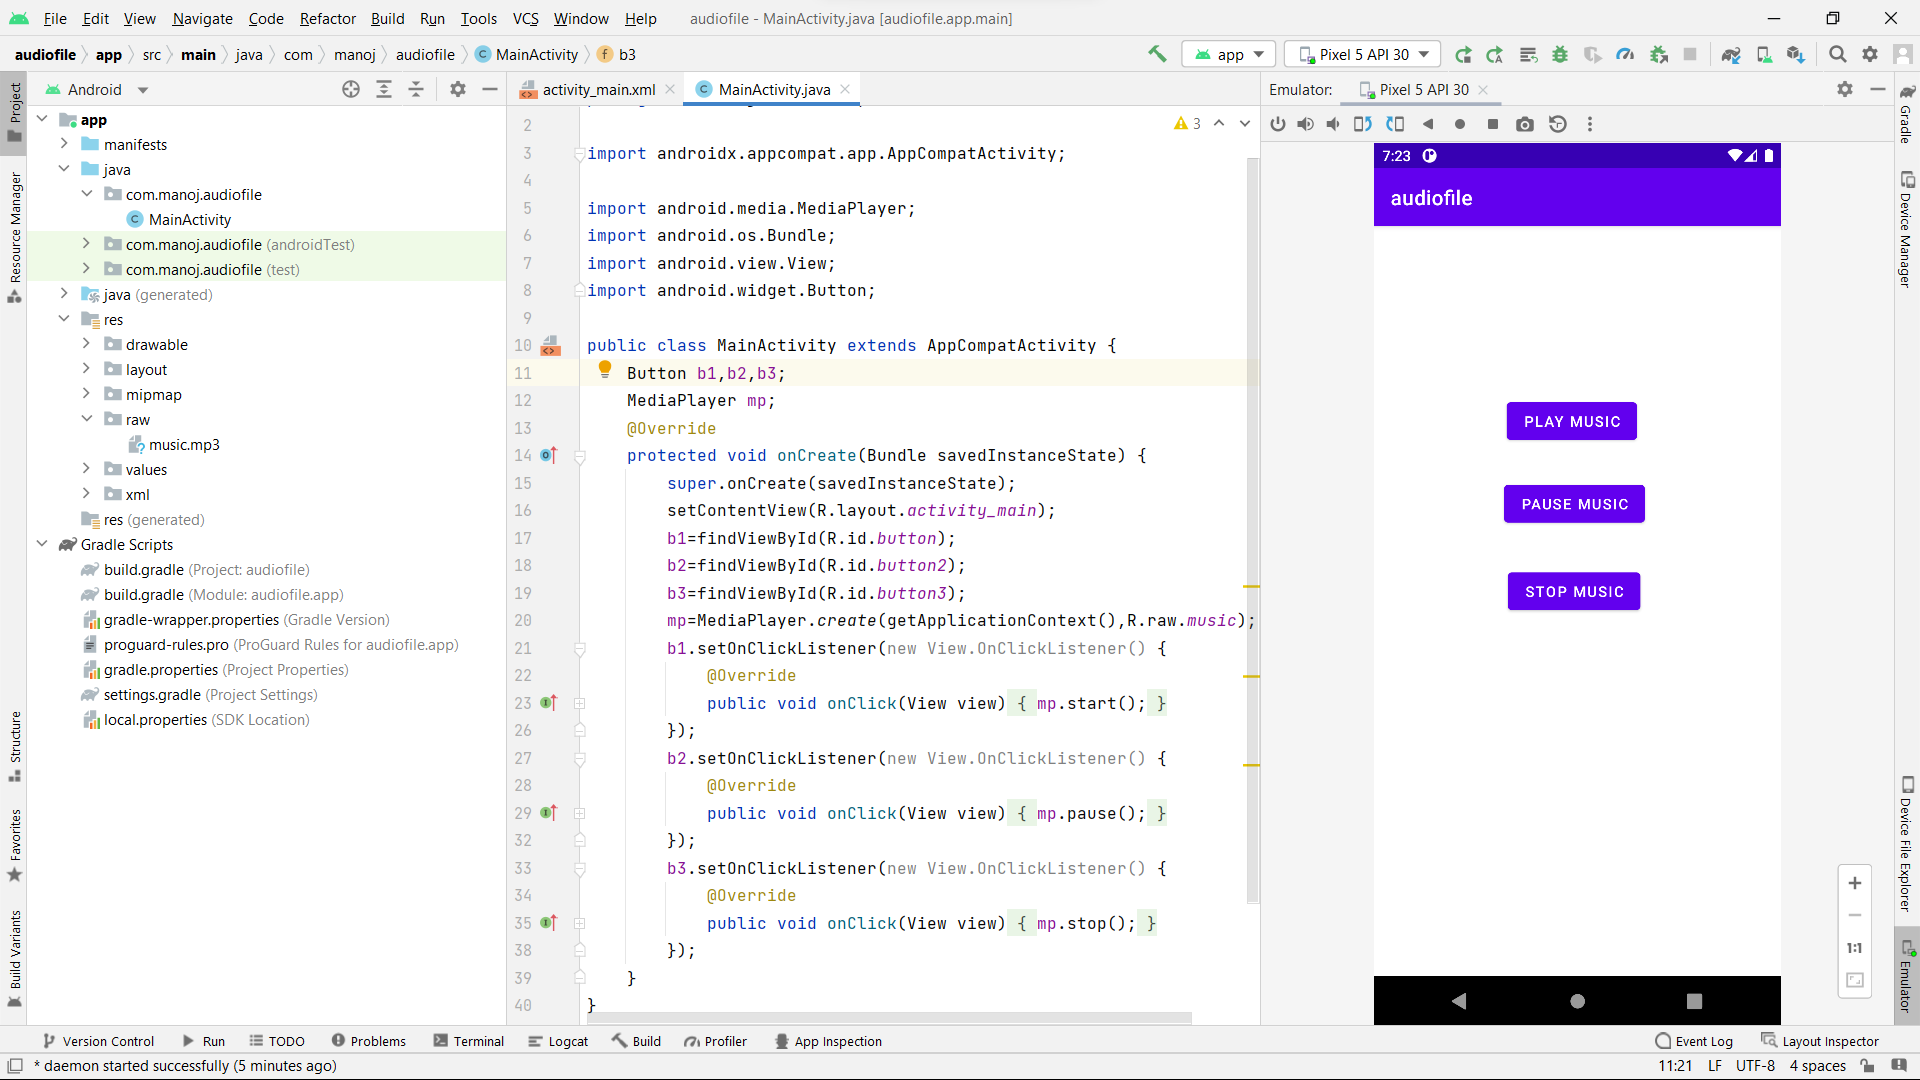 File Edit View Navigate Code Refactor Build Run Tools VCS Window Help audiofile - MainActivity.java [audiofile.app.main]
audiofile app src main java com manoj audiofile C MainActivity f b3 app Pixel 5 API 30
Project
Resource Manager
Structure
Favorites
Build Variants
Android
app
manifests
java
com.manoj.audiofile
C MainActivity
com.manoj.audiofile (androidTest)
com.manoj.audiofile (test)
java (generated)
res
drawable
layout
mipmap
raw
music.mp3
values
xml
res (generated)
Gradle Scripts
build.gradle (Project: audiofile)
build.gradle (Module: audiofile.app)
gradle-wrapper.properties (Gradle Version)
proguard-rules.pro (ProGuard Rules for audiofile.app)
gradle.properties (Project Properties)
settings.gradle (Project Settings)
local.properties (SDK Location)
activity_main.xml C MainActivity.java
3
2
3 import androidx.appcompat.app.AppCompatActivity;
4
5 import android.media.MediaPlayer;
6 import android.os.Bundle;
7 import android.view.View;
8 import android.widget.Button;
9
10 public class MainActivity extends AppCompatActivity {
11 Button b1,b2,b3;
12 MediaPlayer mp;
13 @Override
14 protected void onCreate(Bundle savedInstanceState) {
15 super.onCreate(savedInstanceState);
16 setContentView(R.layout.activity_main);
17 b1=findViewById(R.id.button);
18 b2=findViewById(R.id.button2);
19 b3=findViewById(R.id.button3);
20 mp=MediaPlayer.create(getApplicationContext(),R.raw.music);
21 b1.setOnClickListener(new View.OnClickListener() {
22 @Override
23 public void onClick(View view) { mp.start(); }
26 });
27 b2.setOnClickListener(new View.OnClickListener() {
28 @Override
29 public void onClick(View view) { mp.pause(); }
32 });
33 b3.setOnClickListener(new View.OnClickListener() {
34 @Override
35 public void onClick(View view) { mp.stop(); }
38 });
39 }
40 }
Emulator: Pixel 5 API 30
7:23
audiofile
PLAY MUSIC
PAUSE MUSIC
STOP MUSIC
1:1
Gradle
Device Manager
Device File Explorer
Emulator
Version Control Run TODO Problems Terminal Logcat Build Profiler App Inspection Event Log Layout Inspector
* daemon started successfully (5 minutes ago) 11:21 LF UTF-8 4 spaces